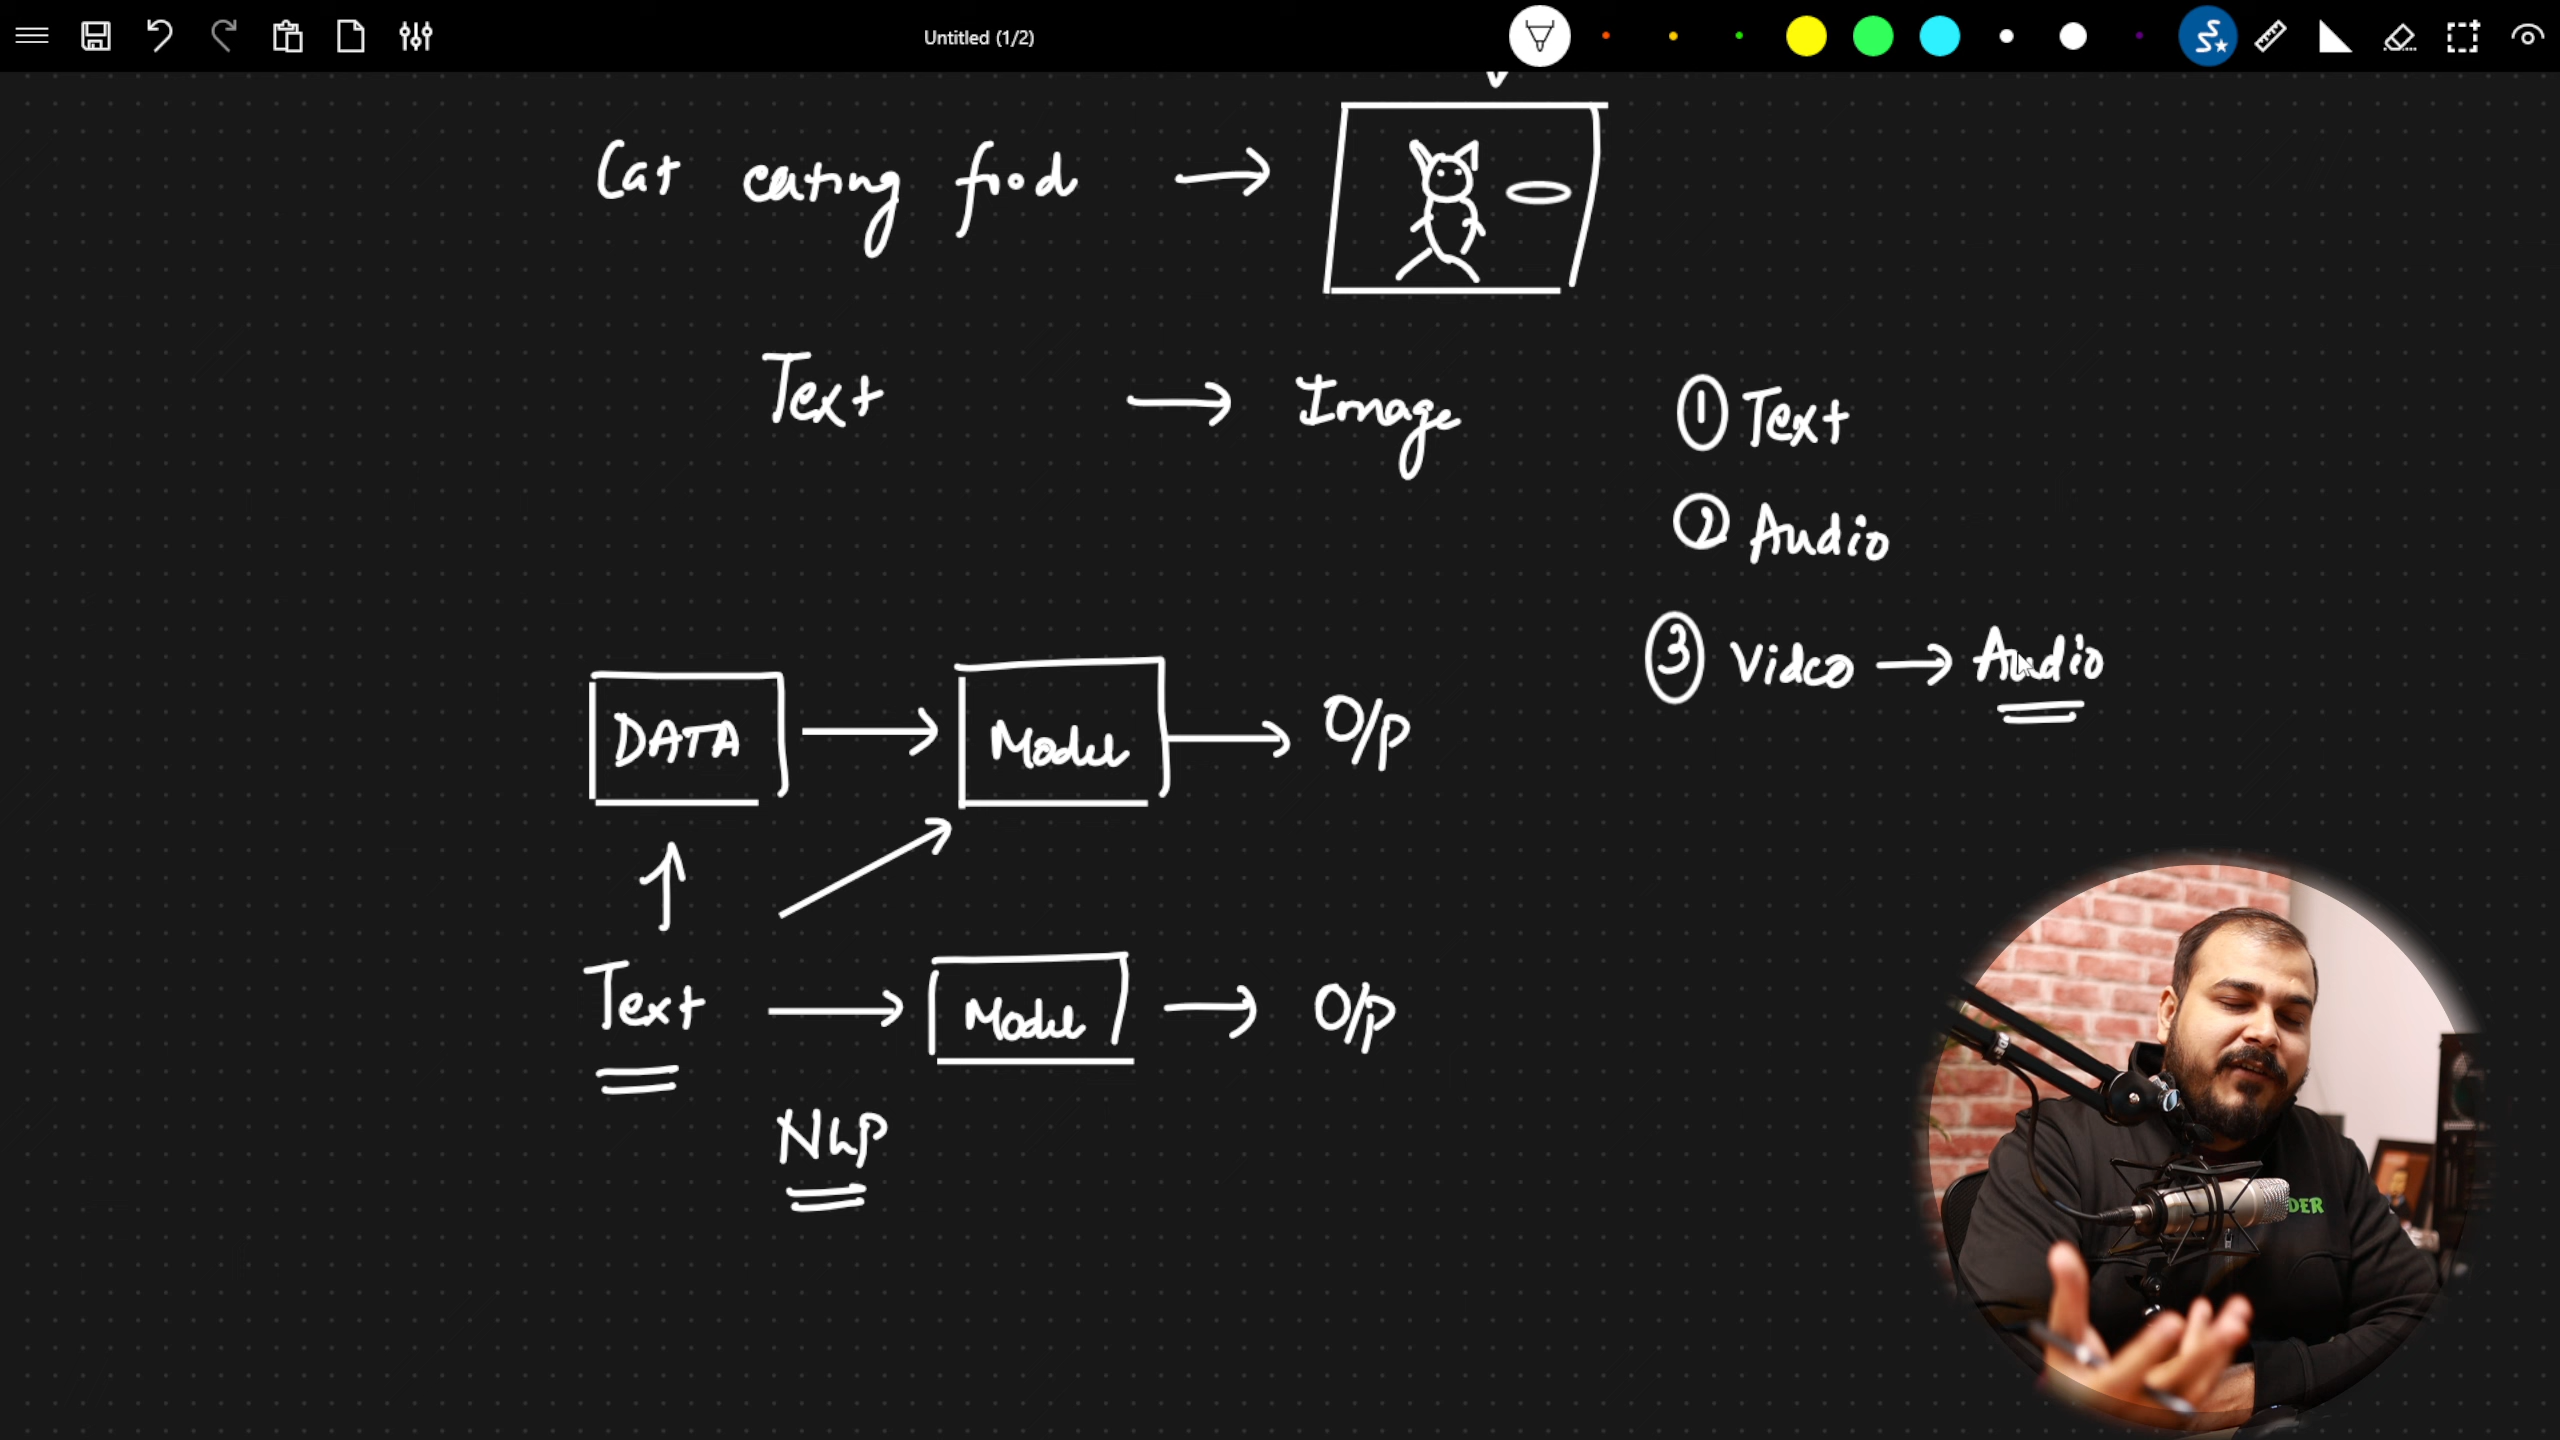 Untitled (1/2)
Cat eating food →
Text → Image
① Text
② Audio
③ Video → Audio
DATA → Model → O/p
Text → Model → O/p
NLP
DER